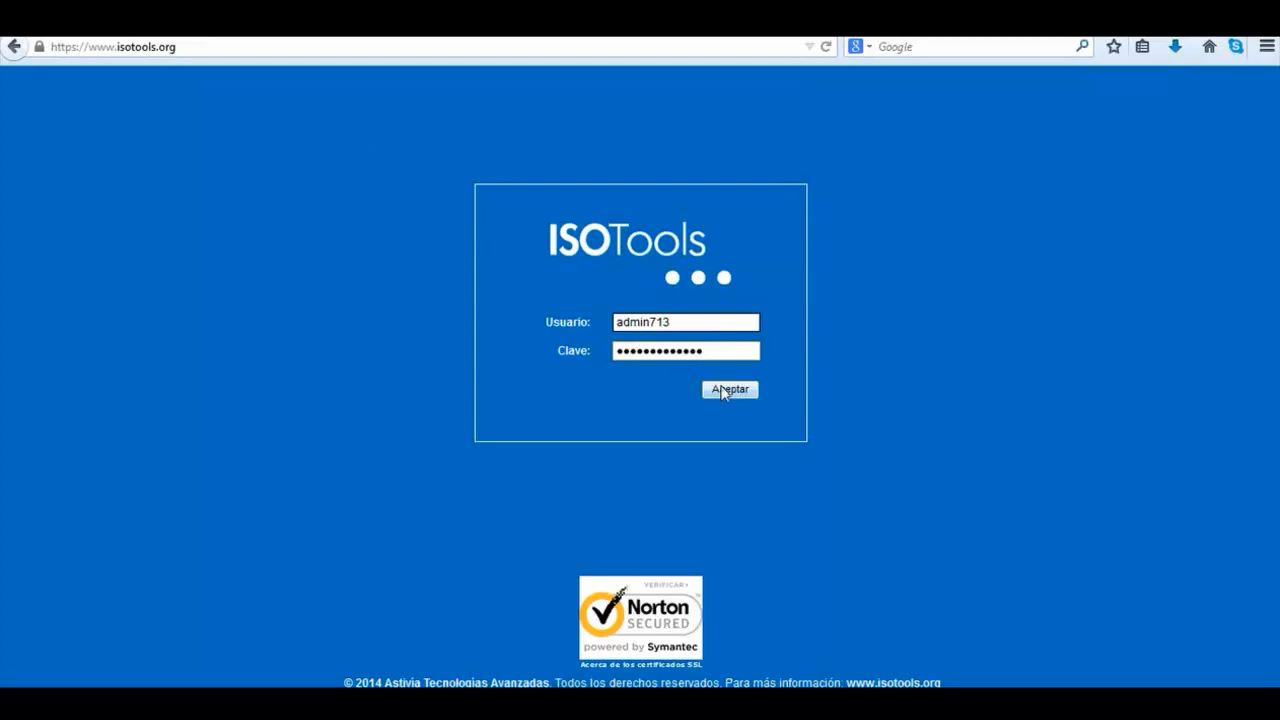 https://www.isotools.org
Google
ISOTools
Usuario: admin713
Clave: •••••••••••••
Aceptar
VERIFICAR›
Norton
SECURED
powered by Symantec
Acerca de los certificados SSL
© 2014 Astivia Tecnologías Avanzadas. Todos los derechos reservados. Para más información: www.isotools.org